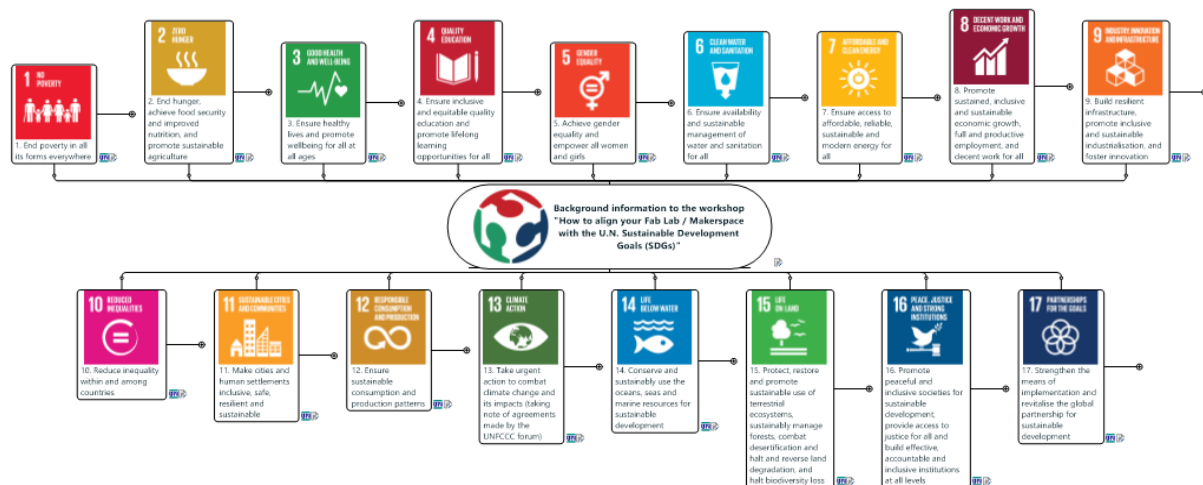 1 NO
POVERTY
1. End poverty in all
its forms everywhere
2 ZERO
HUNGER
2. End hunger,
achieve food security
and improved
nutrition, and
promote sustainable
agriculture
3 GOOD HEALTH
AND WELL-BEING
3. Ensure healthy
lives and promote
wellbeing for all at
all ages
4 QUALITY
EDUCATION
4. Ensure inclusive
and equitable quality
education and
promote lifelong
learning
opportunities for all
5 GENDER
EQUALITY
5. Achieve gender
equality and
empower all women
and girls
6 CLEAN WATER
AND SANITATION
6. Ensure availability
and sustainable
management of
water and sanitation
for all
7 AFFORDABLE AND
CLEAN ENERGY
7. Ensure access to
affordable, reliable,
sustainable and
modern energy for
all
8 DECENT WORK AND
ECONOMIC GROWTH
8. Promote
sustained, inclusive
and sustainable
economic growth,
full and productive
employment, and
decent work for all
9 INDUSTRY, INNOVATION
AND INFRASTRUCTURE
9. Build resilient
infrastructure,
promote inclusive
and sustainable
industrialisation, and
foster innovation
Background information to the workshop
"How to align your Fab Lab / Makerspace
with the U.N. Sustainable Development
Goals (SDGs)"
10 REDUCED
INEQUALITIES
10. Reduce inequality
within and among
countries
11 SUSTAINABLE CITIES
AND COMMUNITIES
11. Make cities and
human settlements
inclusive, safe,
resilient and
sustainable
12 RESPONSIBLE
CONSUMPTION
AND PRODUCTION
12. Ensure
sustainable
consumption and
production patterns
13 CLIMATE
ACTION
13. Take urgent
action to combat
climate change and
its impacts (taking
note of agreements
made by the
UNFCCC forum)
14 LIFE
BELOW WATER
14. Conserve and
sustainably use the
oceans, seas and
marine resources for
sustainable
development
15 LIFE
ON LAND
15. Protect, restore
and promote
sustainable use of
terrestrial
ecosystems,
sustainably manage
forests, combat
desertification and
halt and reverse land
degradation, and
halt biodiversity loss
16 PEACE, JUSTICE
AND STRONG
INSTITUTIONS
16. Promote
peaceful and
inclusive societies for
sustainable
development,
provide access to
justice for all and
build effective,
accountable and
inclusive institutions
at all levels
17 PARTNERSHIPS
FOR THE GOALS
17. Strengthen the
means of
implementation and
revitalise the global
partnership for
sustainable
development